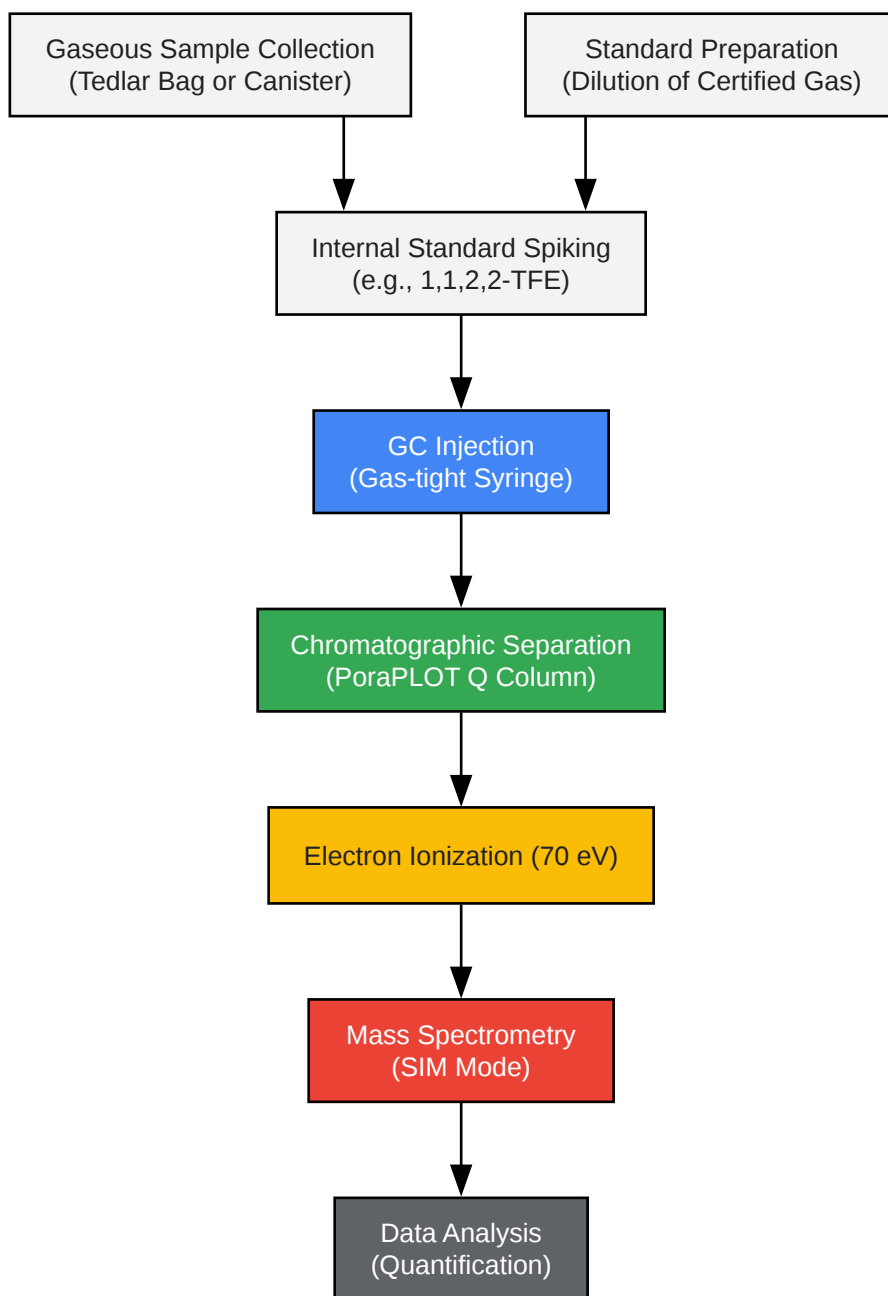 Gaseous Sample Collection
(Tedlar Bag or Canister)
Standard Preparation
(Dilution of Certified Gas)
Internal Standard Spiking
(e.g., 1,1,2,2-TFE)
GC Injection
(Gas-tight Syringe)
Chromatographic Separation
(PoraPLOT Q Column)
Electron Ionization (70 eV)
Mass Spectrometry
(SIM Mode)
Data Analysis
(Quantification)